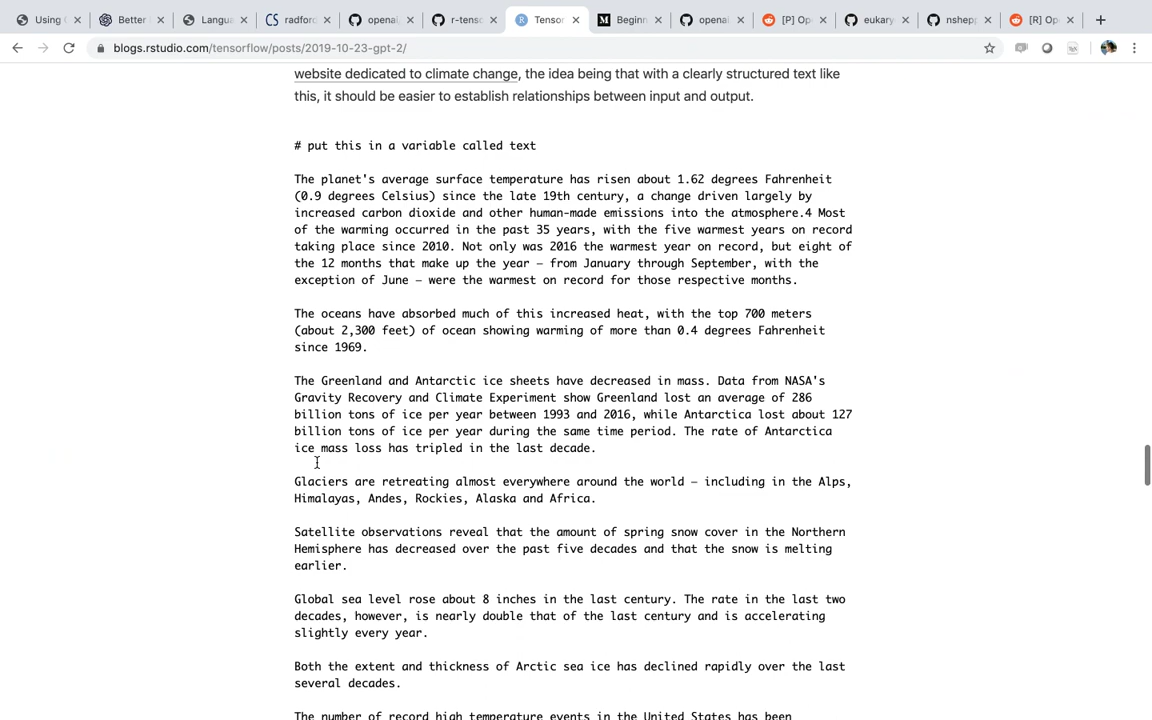 Using (
Better
Langua
CS radfor
openai,
r-tenso
Tensor
Beginn
openai
[P] Op
eukary
nshepp
[R] Op
blogs.rstudio.com/tensorflow/posts/2019-10-23-gpt-2/
website dedicated to climate change, the idea being that with a clearly structured text like
this, it should be easier to establish relationships between input and output.
# put this in a variable called text
The planet's average surface temperature has risen about 1.62 degrees Fahrenheit
(0.9 degrees Celsius) since the late 19th century, a change driven largely by
increased carbon dioxide and other human-made emissions into the atmosphere.4 Most
of the warming occurred in the past 35 years, with the five warmest years on record
taking place since 2010. Not only was 2016 the warmest year on record, but eight of
the 12 months that make up the year – from January through September, with the
exception of June – were the warmest on record for those respective months.
The oceans have absorbed much of this increased heat, with the top 700 meters
(about 2,300 feet) of ocean showing warming of more than 0.4 degrees Fahrenheit
since 1969.
The Greenland and Antarctic ice sheets have decreased in mass. Data from NASA's
Gravity Recovery and Climate Experiment show Greenland lost an average of 286
billion tons of ice per year between 1993 and 2016, while Antarctica lost about 127
billion tons of ice per year during the same time period. The rate of Antarctica
ice mass loss has tripled in the last decade.
Glaciers are retreating almost everywhere around the world – including in the Alps,
Himalayas, Andes, Rockies, Alaska and Africa.
Satellite observations reveal that the amount of spring snow cover in the Northern
Hemisphere has decreased over the past five decades and that the snow is melting
earlier.
Global sea level rose about 8 inches in the last century. The rate in the last two
decades, however, is nearly double that of the last century and is accelerating
slightly every year.
Both the extent and thickness of Arctic sea ice has declined rapidly over the last
several decades.
The number of record high temperature events in the United States has been